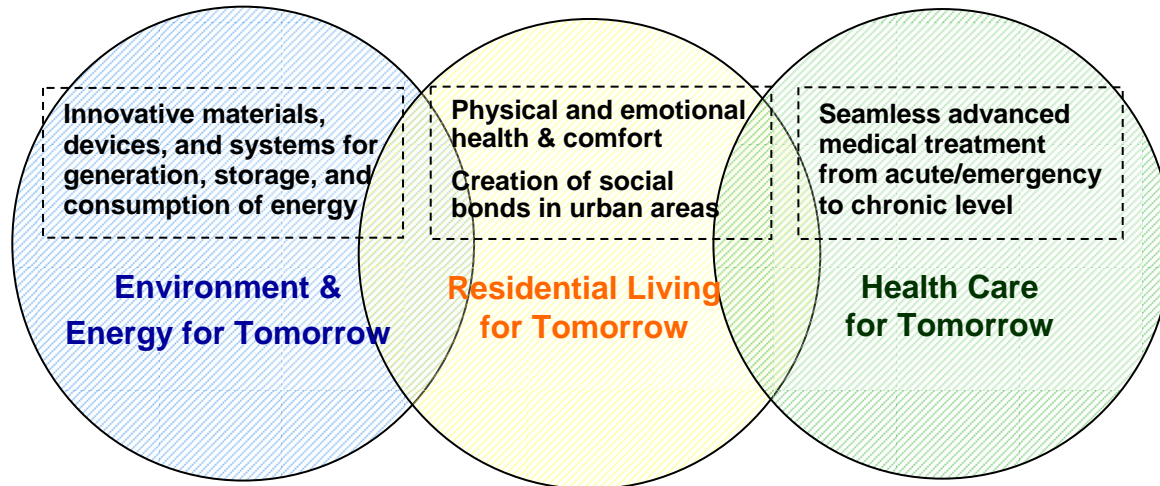 Innovative materials,
devices, and systems for
generation, storage, and
consumption of energy
Environment &
Energy for Tomorrow
Physical and emotional
health & comfort
Creation of social
bonds in urban areas
Residential Living
for Tomorrow
Seamless advanced
medical treatment
from acute/emergency
to chronic level
Health Care
for Tomorrow